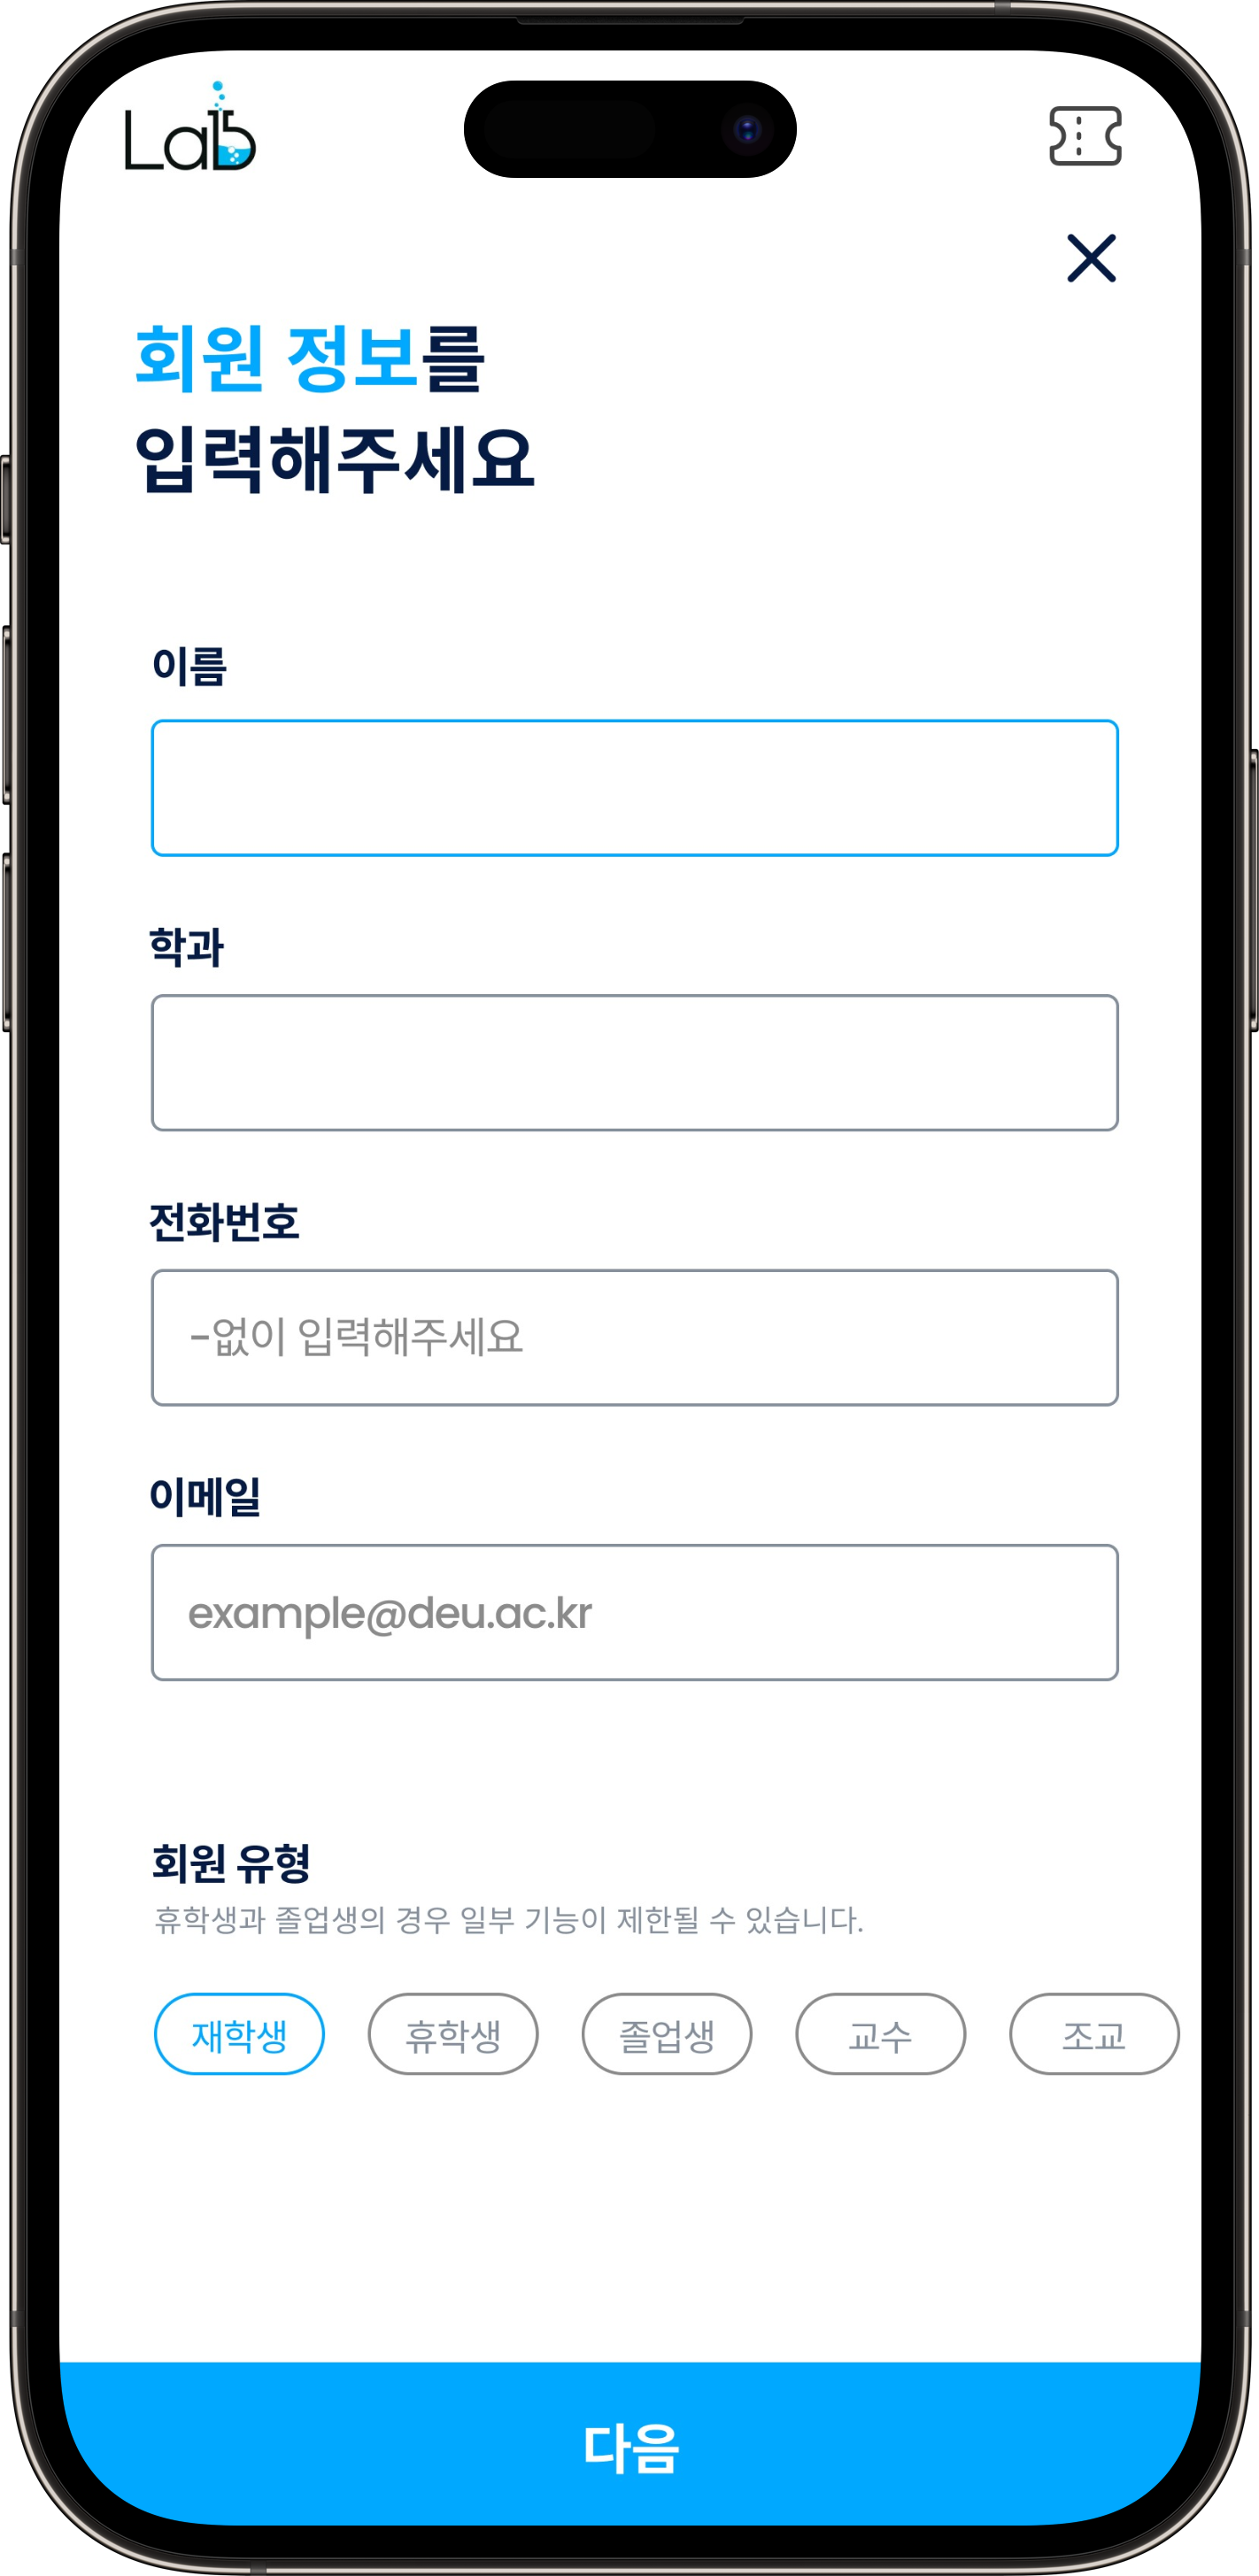 Lab
회원 정보를
입력해주세요
이름
학과
전화번호
-없이 입력해주세요
이메일
example@deu.ac.kr
회원 유형
휴학생과 졸업생의 경우 일부 기능이 제한될 수 있습니다.
재학생 휴학생 졸업생 교수 조교
다음